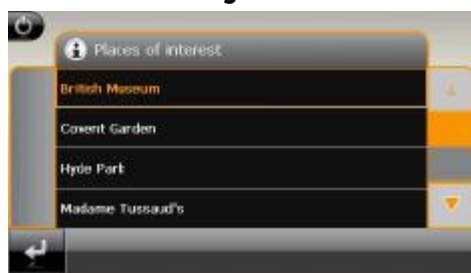 Places of interest
British Museum
Covent Garden
Hyde Park
Madame Tussaud's